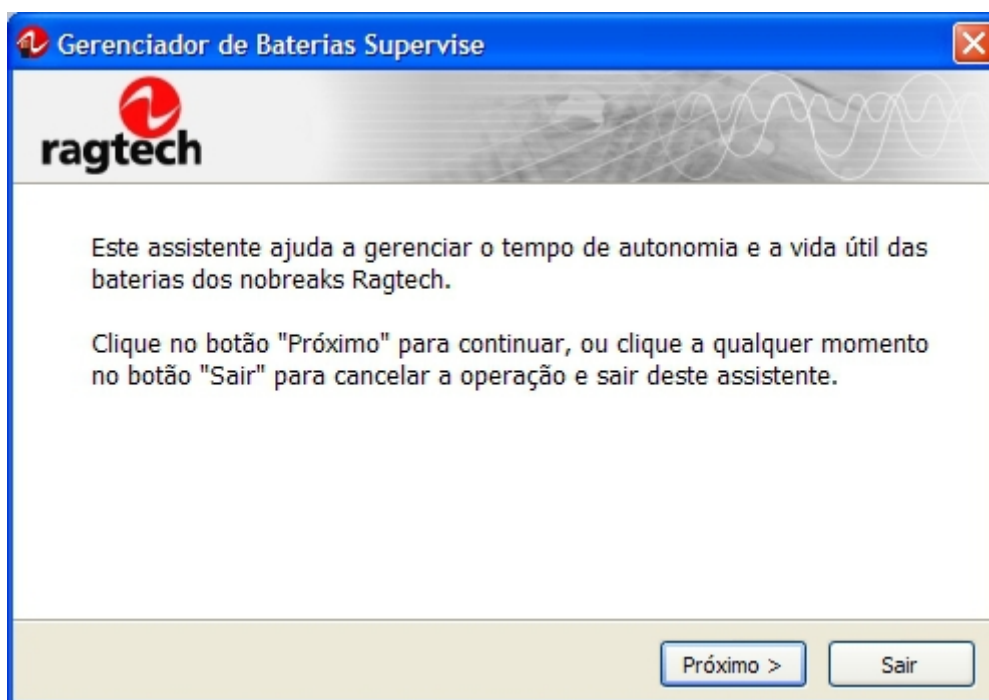 Gerenciador de Baterias Supervise
ragtech
Este assistente ajuda a gerenciar o tempo de autonomia e a vida útil das
baterias dos nobreaks Ragtech.
Clique no botão "Próximo" para continuar, ou clique a qualquer momento
no botão "Sair" para cancelar a operação e sair deste assistente.
Próximo >
Sair